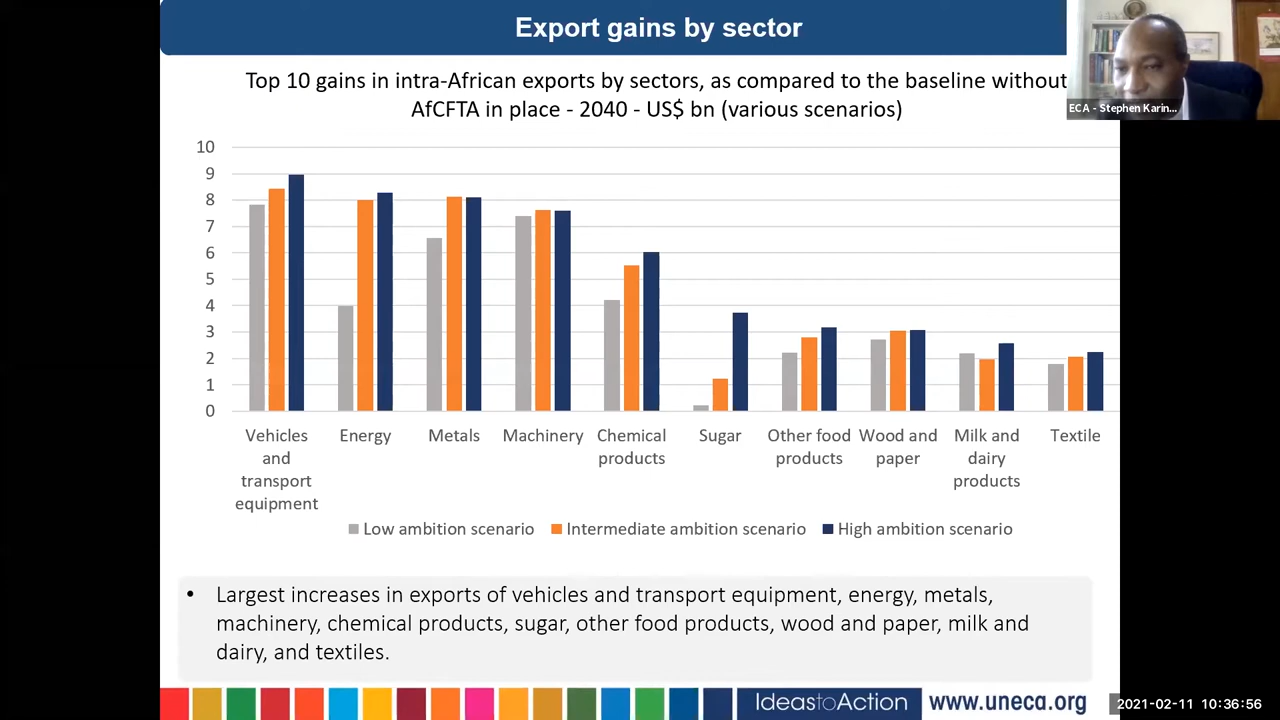 Export gains by sector
ECA - Stephen Karin...
Top 10 gains in intra-African exports by sectors, as compared to the baseline without
AfCFTA in place - 2040 - US$ bn (various scenarios)
10
9
8
7
6
5
4
3
2
1
0
Vehicles and transport equipment
Energy
Metals
Machinery
Chemical products
Sugar
Other food products
Wood and paper
Milk and dairy products
Textile
Low ambition scenario
Intermediate ambition scenario
High ambition scenario
• Largest increases in exports of vehicles and transport equipment, energy, metals,
machinery, chemical products, sugar, other food products, wood and paper, milk and
dairy, and textiles.
IdeastoAction
www.uneca.org
2021-02-11 10:36:56